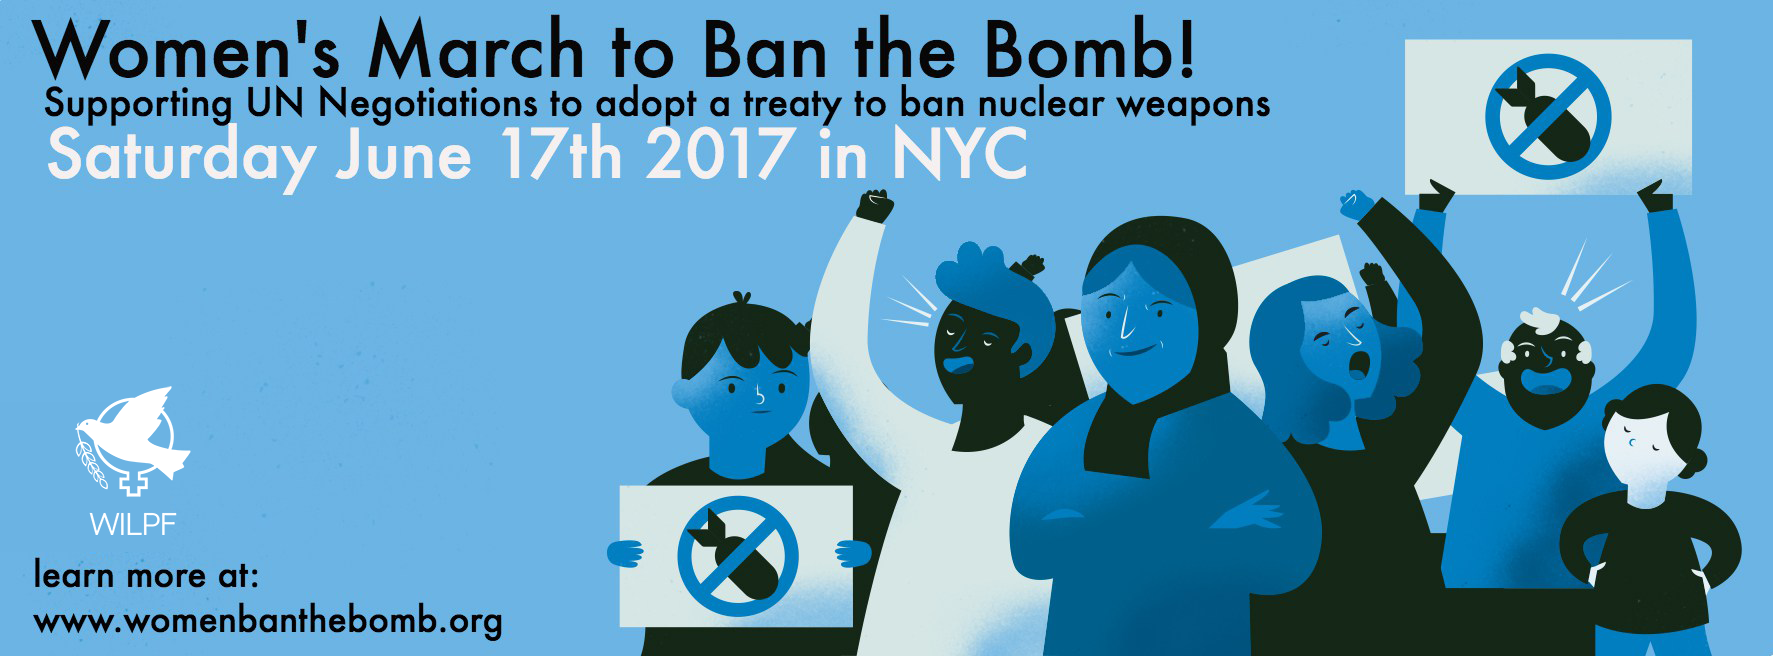 Women's March to Ban the Bomb!
Supporting UN Negotiations to adopt a treaty to ban nuclear weapons
Saturday June 17th 2017 in NYC
WILPF
learn more at:
www.womenbanthebomb.org